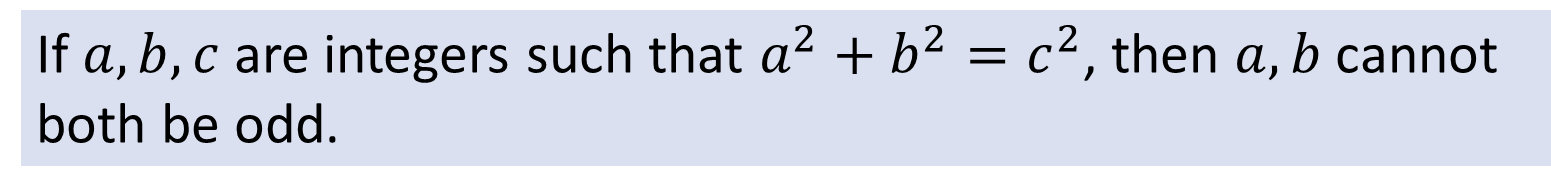 If a, b, c are integers such that a² + b² = c², then a, b cannot
both be odd.